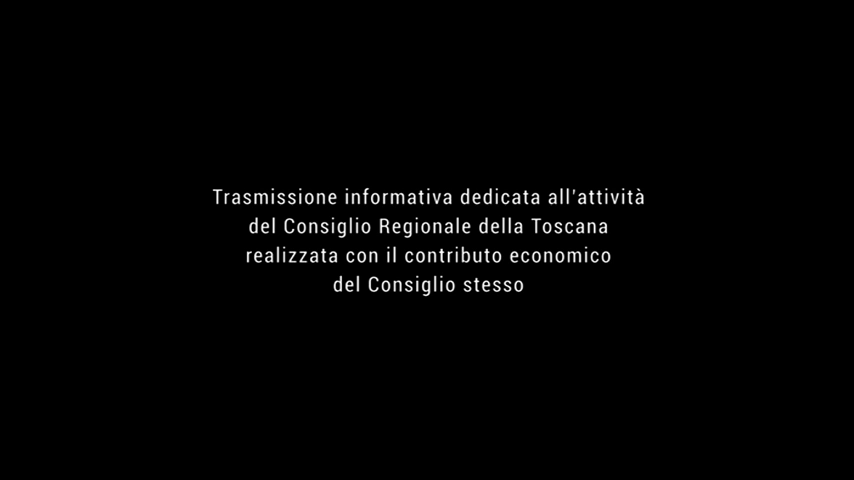 Trasmissione informativa dedicata all'attività
del Consiglio Regionale della Toscana
realizzata con il contributo economico
del Consiglio stesso